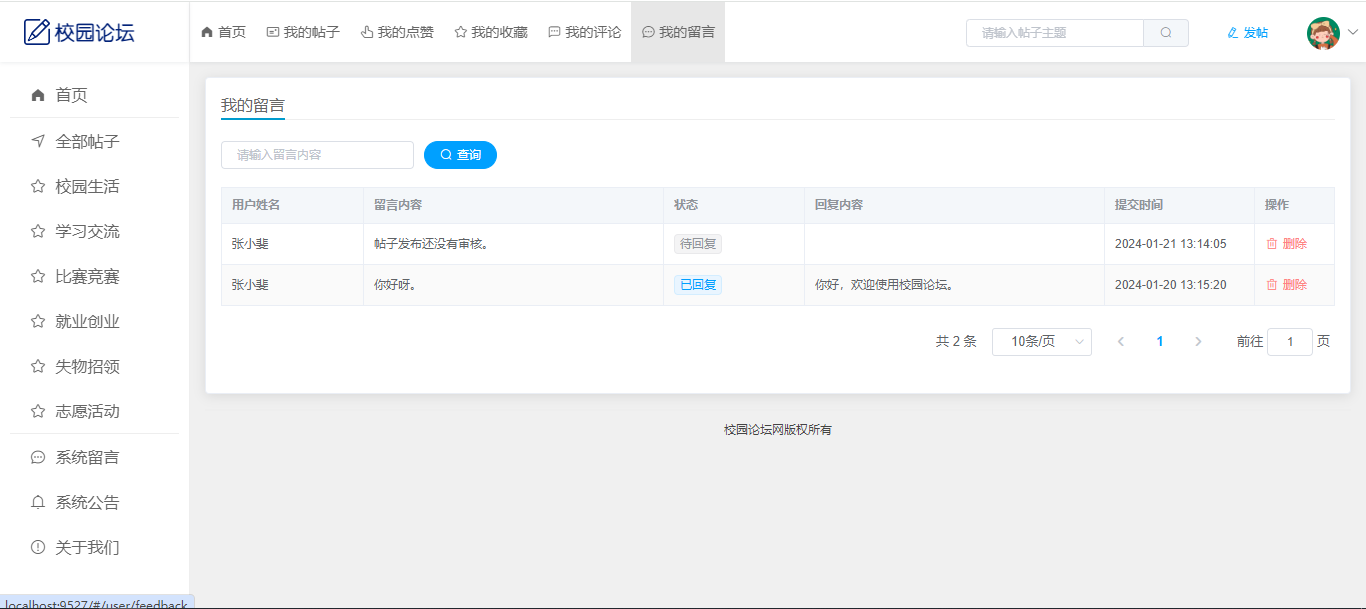 校园论坛
首页 我的帖子 我的点赞 我的收藏 我的评论 我的留言 请输入帖子主题 发帖
首页
全部帖子
校园生活
学习交流
比赛竞赛
就业创业
失物招领
志愿活动
系统留言
系统公告
关于我们
我的留言
请输入留言内容 查询
用户姓名 留言内容 状态 回复内容 提交时间 操作
张小斐 帖子发布还没有审核。 待回复 2024-01-21 13:14:05 删除
张小斐 你好呀。 已回复 你好，欢迎使用校园论坛。 2024-01-20 13:15:20 删除
共 2 条 10条/页 1 前往 1 页
校园论坛网版权所有
localhost:9527/#/user/feedback